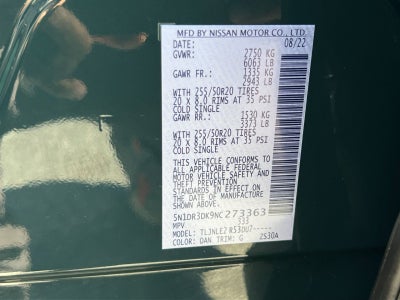 MFD BY NISSAN MOTOR CO., LTD.
DATE: 08/22
GVWR: 2750 KG
6063 LB
GAWR FR.: 1335 KG
2943 LB
WITH 255/50R20 TIRES
20 X 8.0 RIMS AT 35 PSI
COLD SINGLE
GAWR RR.: 1530 KG
3373 LB
WITH 255/50R20 TIRES
20 X 8.0 RIMS AT 35 PSI
COLD SINGLE
THIS VEHICLE CONFORMS TO
ALL APPLICABLE FEDERAL
MOTOR VEHICLE SAFETY
STANDARDS IN EFFECT ON
THE DATE OF MANUFACTURE
SHOWN ABOVE.
5N1DR3DK9NC273363
MPV 333
MODEL: TLJNLE2 R53UU7-----
COLOR: DAN TRIM: G 2S30A